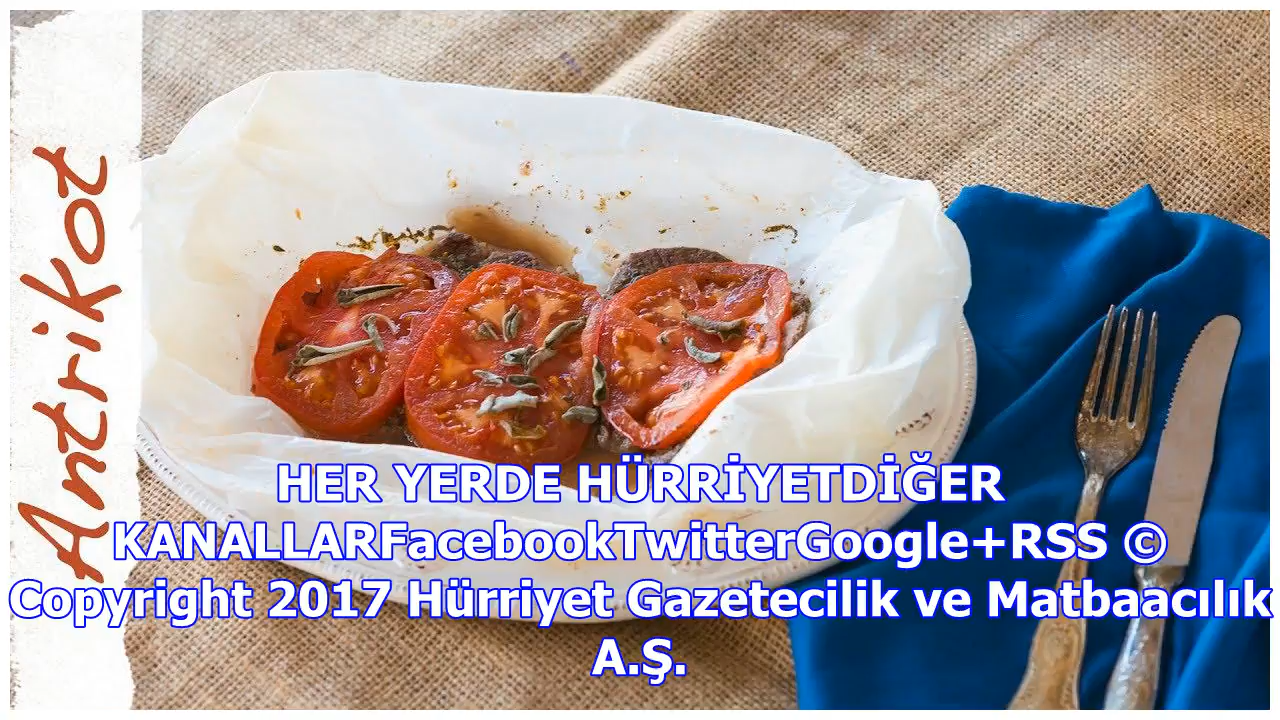 Antrikot
HER YERDE HÜRRİYETDİĞER
KANALLARFacebookTwitterGoogle+RSS ©
Copyright 2017 Hürriyet Gazetecilik ve Matbaacılık
A.Ş.